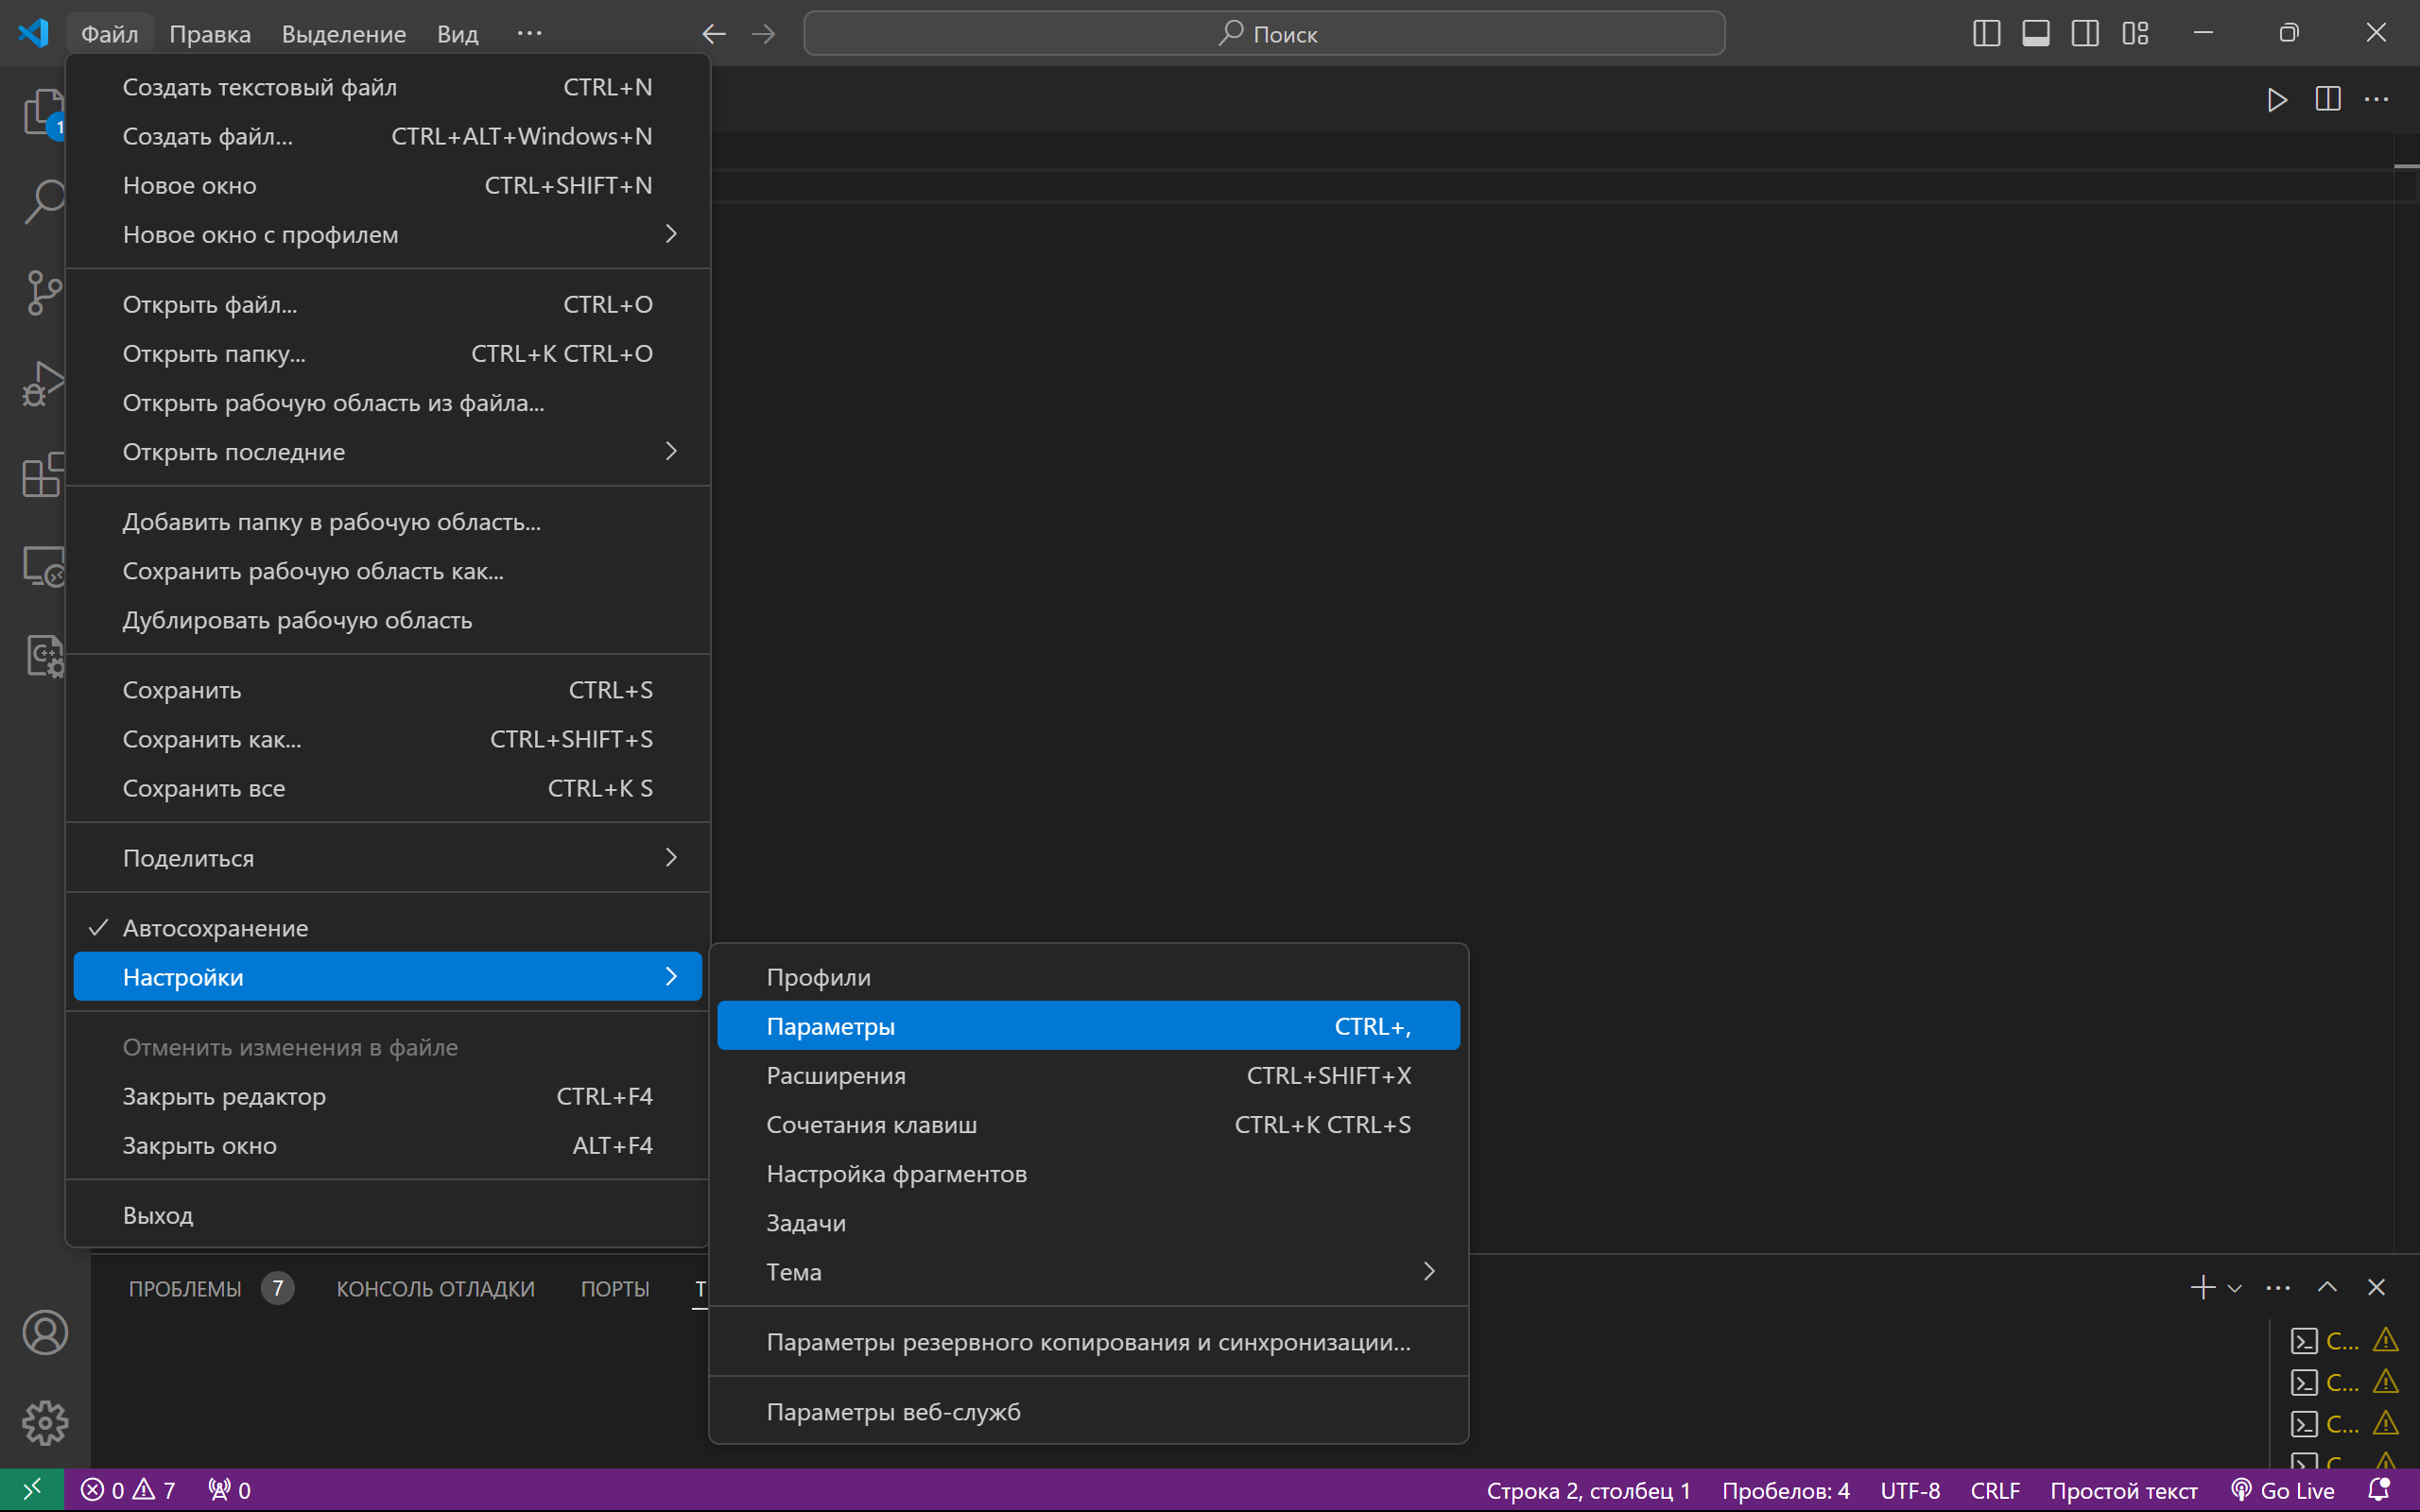 Файл Правка Выделение Вид ··· Поиск
1
Создать текстовый файл CTRL+N
Создать файл... CTRL+ALT+Windows+N
Новое окно CTRL+SHIFT+N
Новое окно с профилем
Открыть файл... CTRL+O
Открыть папку... CTRL+K CTRL+O
Открыть рабочую область из файла...
Открыть последние
Добавить папку в рабочую область...
Сохранить рабочую область как...
Дублировать рабочую область
Сохранить CTRL+S
Сохранить как... CTRL+SHIFT+S
Сохранить все CTRL+K S
Поделиться
Автосохранение
Настройки
Отменить изменения в файле
Закрыть редактор CTRL+F4
Закрыть окно ALT+F4
Выход
Профили
Параметры CTRL+,
Расширения CTRL+SHIFT+X
Сочетания клавиш CTRL+K CTRL+S
Настройка фрагментов
Задачи
Тема
Параметры резервного копирования и синхронизации...
Параметры веб-служб
ПРОБЛЕМЫ 7 КОНСОЛЬ ОТЛАДКИ ПОРТЫ
C...
C...
C...
0 7 0 Строка 2, столбец 1 Пробелов: 4 UTF-8 CRLF Простой текст Go Live